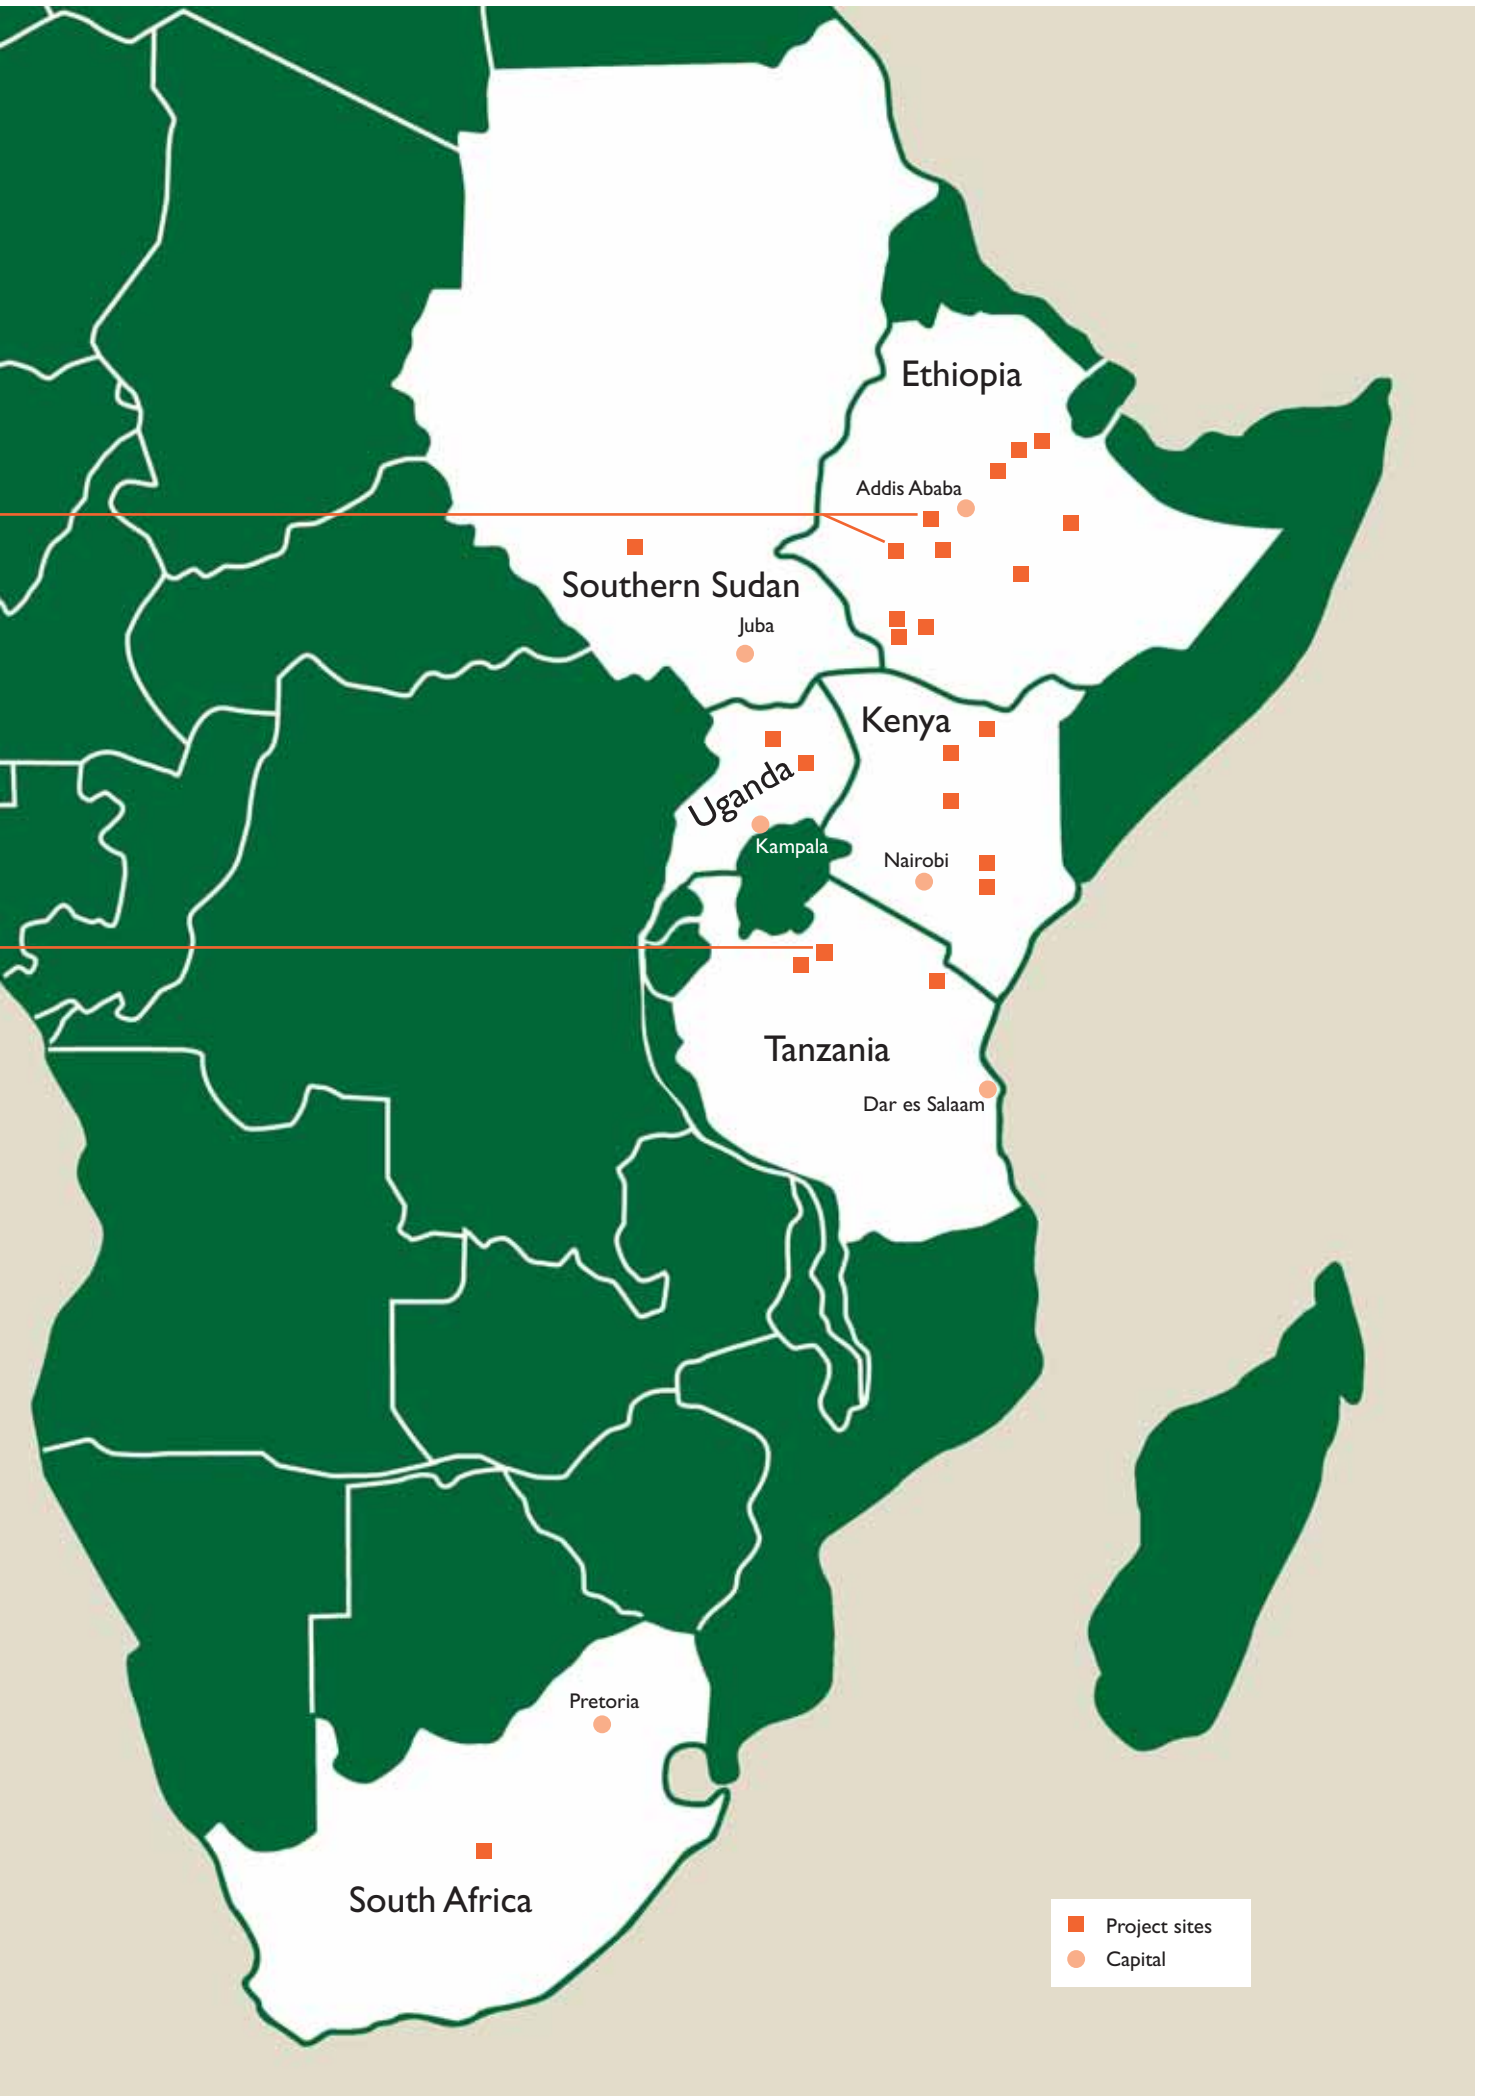 Ethiopia
Addis Ababa
Southern Sudan
Juba
Kenya
Uganda
Kampala
Nairobi
Tanzania
Dar es Salaam
Pretoria
South Africa
Project sites
Capital